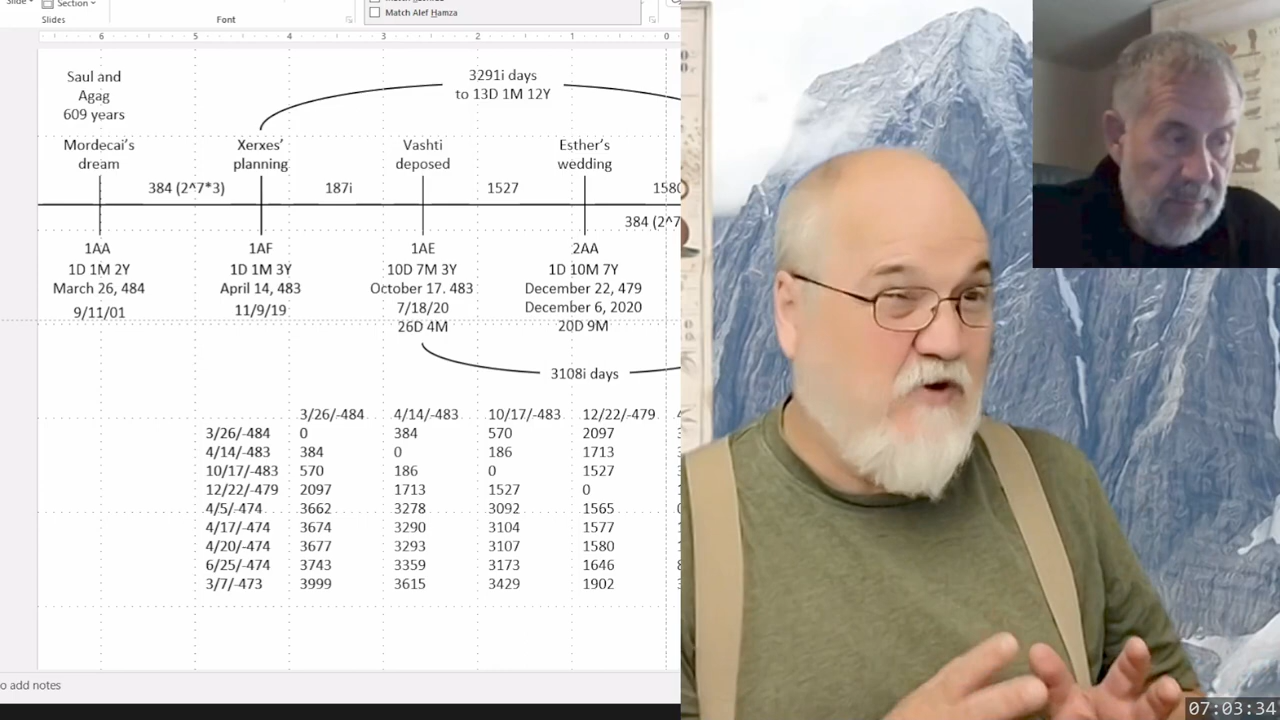 Slide
Section
Slides
Font
Match Alef Hamza
6 5 4 3 2 1 0
Saul and
Agag
609 years
3291i days
to 13D 1M 12Y
Mordecai's
dream
Xerxes'
planning
Vashti
deposed
Esther's
wedding
384 (2^7*3)
187i
1527
1580
384 (2^7
1AA
1D 1M 2Y
March 26, 484
9/11/01
1AF
1D 1M 3Y
April 14, 483
11/9/19
1AE
10D 7M 3Y
October 17. 483
7/18/20
26D 4M
2AA
1D 10M 7Y
December 22, 479
December 6, 2020
20D 9M
3108i days
3/26/-484 4/14/-483 10/17/-483 12/22/-479
3/26/-484 0 384 570 2097
4/14/-483 384 0 186 1713
10/17/-483 570 186 0 1527
12/22/-479 2097 1713 1527 0
4/5/-474 3662 3278 3092 1565
4/17/-474 3674 3290 3104 1577
4/20/-474 3677 3293 3107 1580
6/25/-474 3743 3359 3173 1646
3/7/-473 3999 3615 3429 1902
o add notes
07:03:34